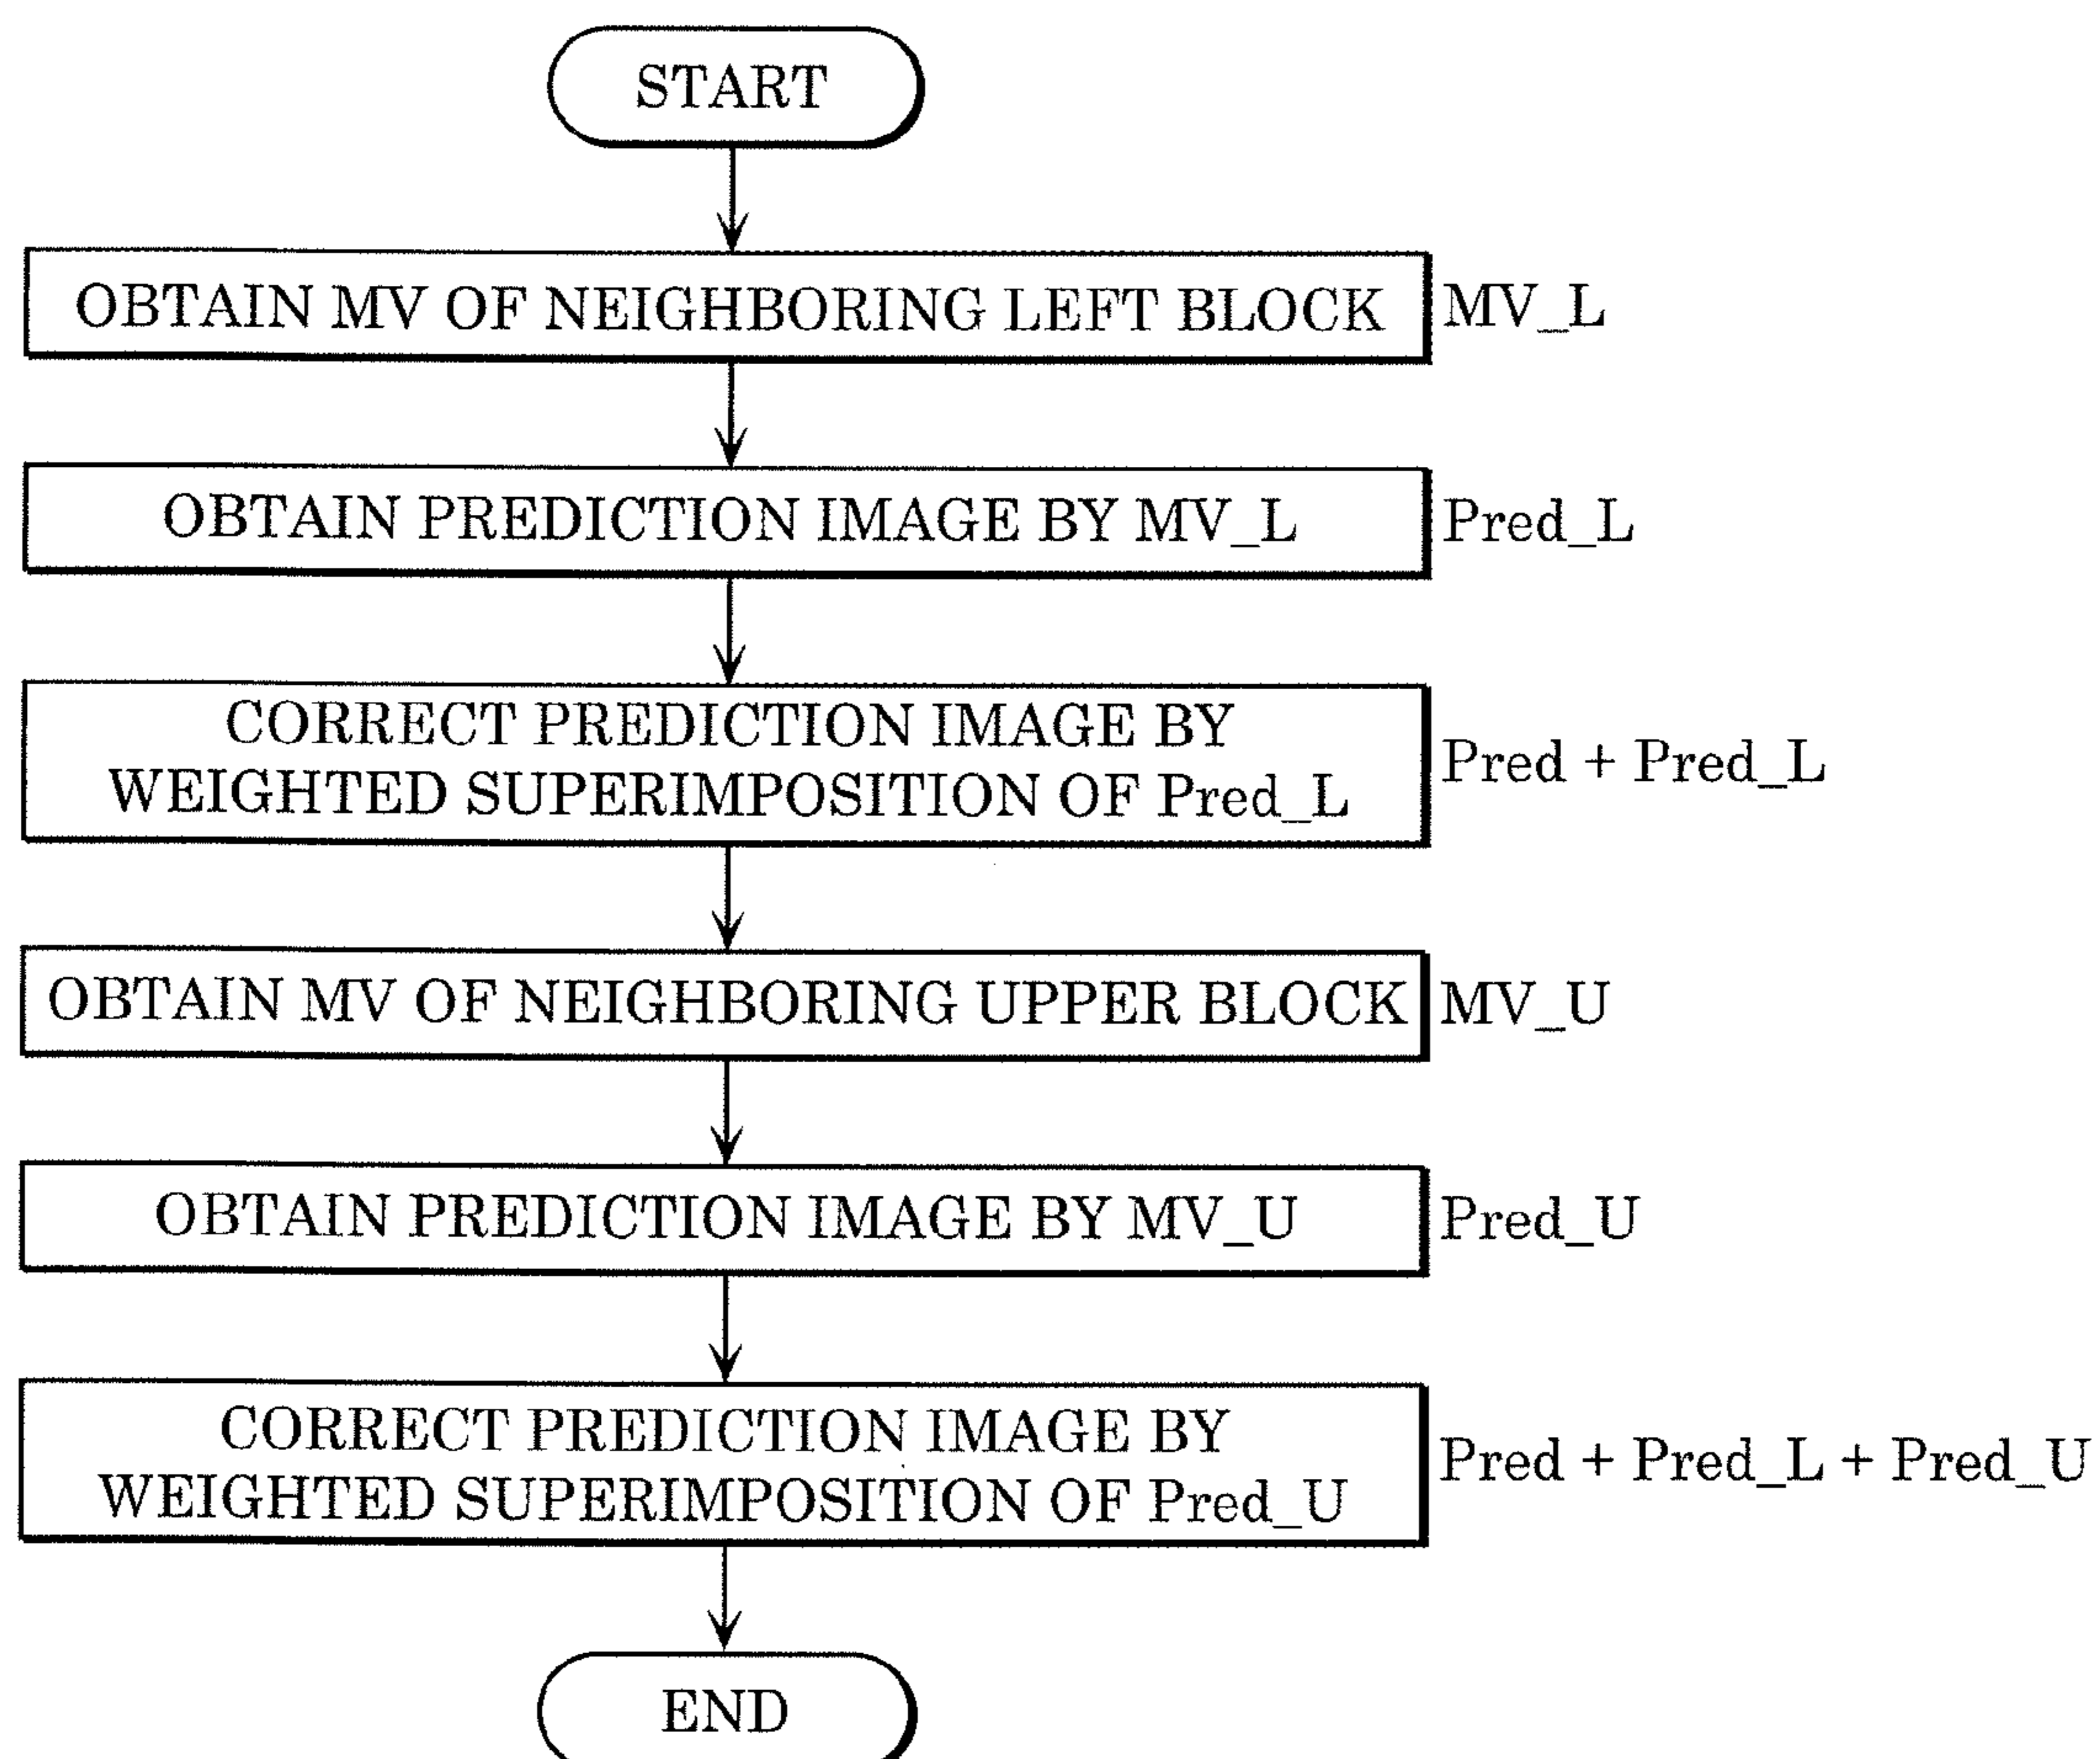 START
OBTAIN MV OF NEIGHBORING LEFT BLOCK MV_L
OBTAIN PREDICTION IMAGE BY MV_L Pred_L
CORRECT PREDICTION IMAGE BY
WEIGHTED SUPERIMPOSITION OF Pred_L
Pred + Pred_L
OBTAIN MV OF NEIGHBORING UPPER BLOCK MV_U
OBTAIN PREDICTION IMAGE BY MV_U Pred_U
CORRECT PREDICTION IMAGE BY
WEIGHTED SUPERIMPOSITION OF Pred_U
Pred + Pred_L + Pred_U
END